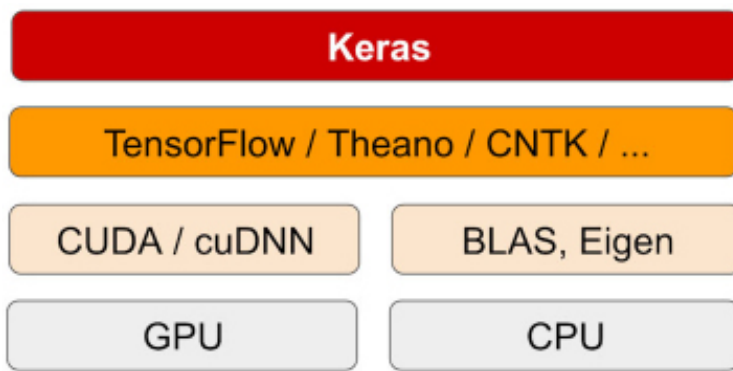 Keras
TensorFlow / Theano / CNTK / ...
CUDA / cuDNN
BLAS, Eigen
GPU
CPU